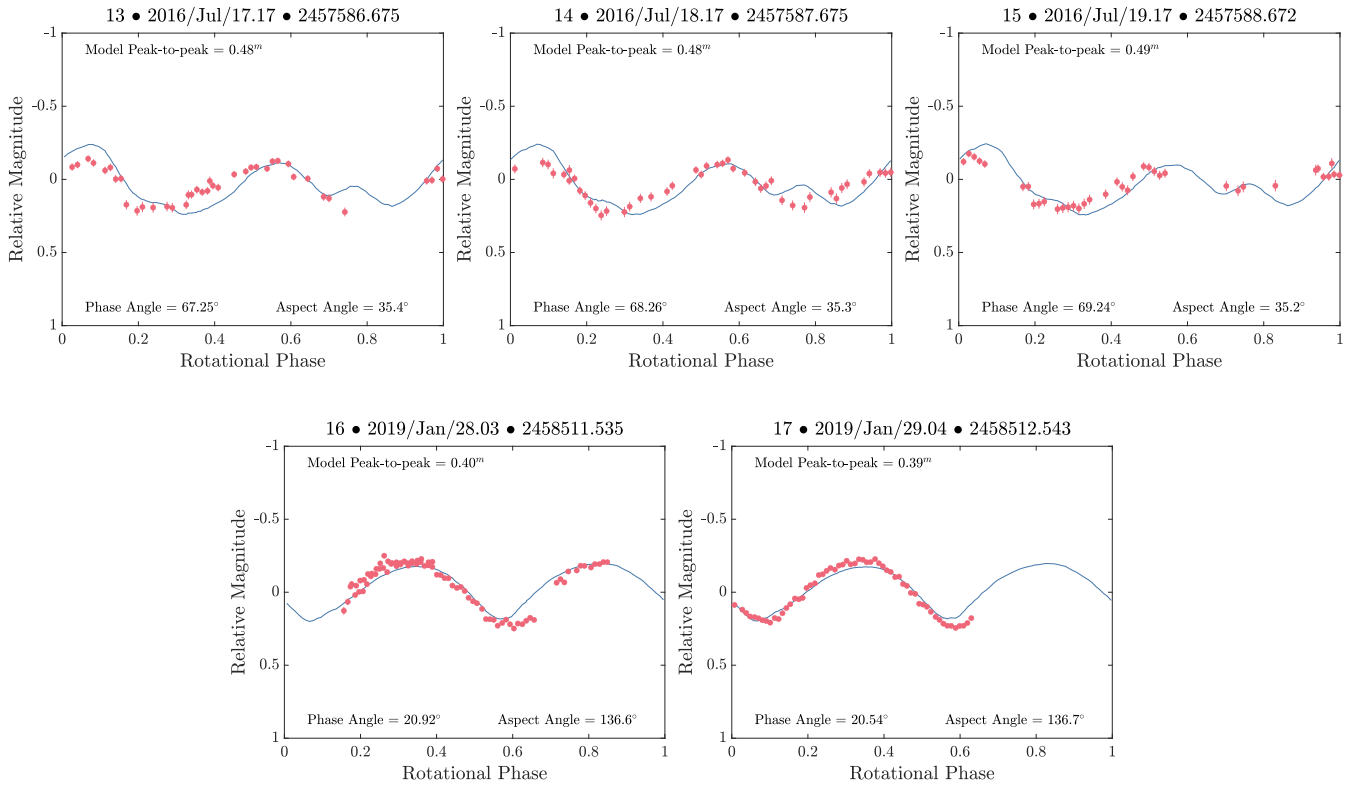 13 • 2016/Jul/17.17 • 2457586.675
Model Peak-to-peak = 0.48ᵐ
Phase Angle = 67.25°
Aspect Angle = 35.4°
-1
-0.5
0
0.5
1
0
0.2
0.4
0.6
0.8
1
Relative Magnitude
Rotational Phase
14 • 2016/Jul/18.17 • 2457587.675
Model Peak-to-peak = 0.48ᵐ
Phase Angle = 68.26°
Aspect Angle = 35.3°
-1
-0.5
0
0.5
1
0
0.2
0.4
0.6
0.8
1
Relative Magnitude
Rotational Phase
15 • 2016/Jul/19.17 • 2457588.672
Model Peak-to-peak = 0.49ᵐ
Phase Angle = 69.24°
Aspect Angle = 35.2°
-1
-0.5
0
0.5
1
0
0.2
0.4
0.6
0.8
1
Relative Magnitude
Rotational Phase
16 • 2019/Jan/28.03 • 2458511.535
Model Peak-to-peak = 0.40ᵐ
Phase Angle = 20.92°
Aspect Angle = 136.6°
-1
-0.5
0
0.5
1
0
0.2
0.4
0.6
0.8
1
Relative Magnitude
Rotational Phase
17 • 2019/Jan/29.04 • 2458512.543
Model Peak-to-peak = 0.39ᵐ
Phase Angle = 20.54°
Aspect Angle = 136.7°
-1
-0.5
0
0.5
1
0
0.2
0.4
0.6
0.8
1
Relative Magnitude
Rotational Phase